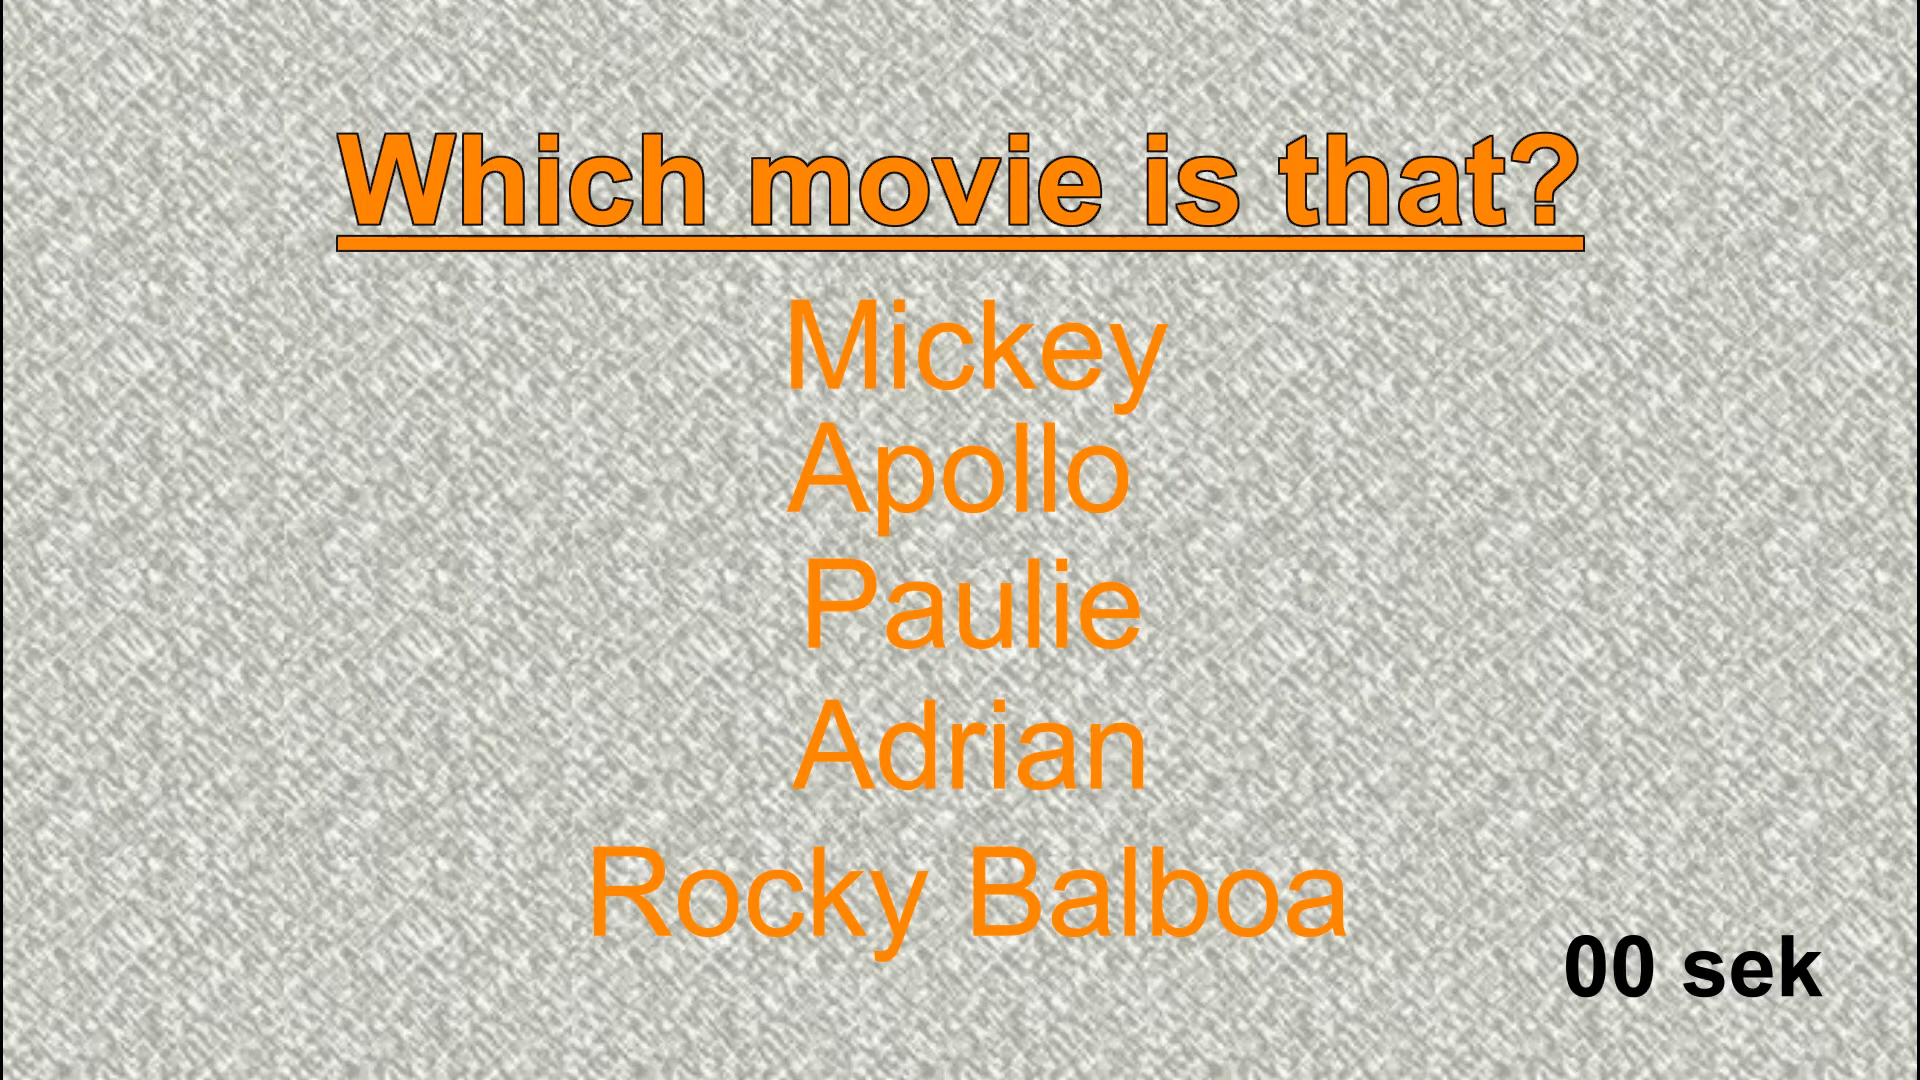 Which movie is that?
Mickey
Apollo
Paulie
Adrian
Rocky Balboa
00 sek